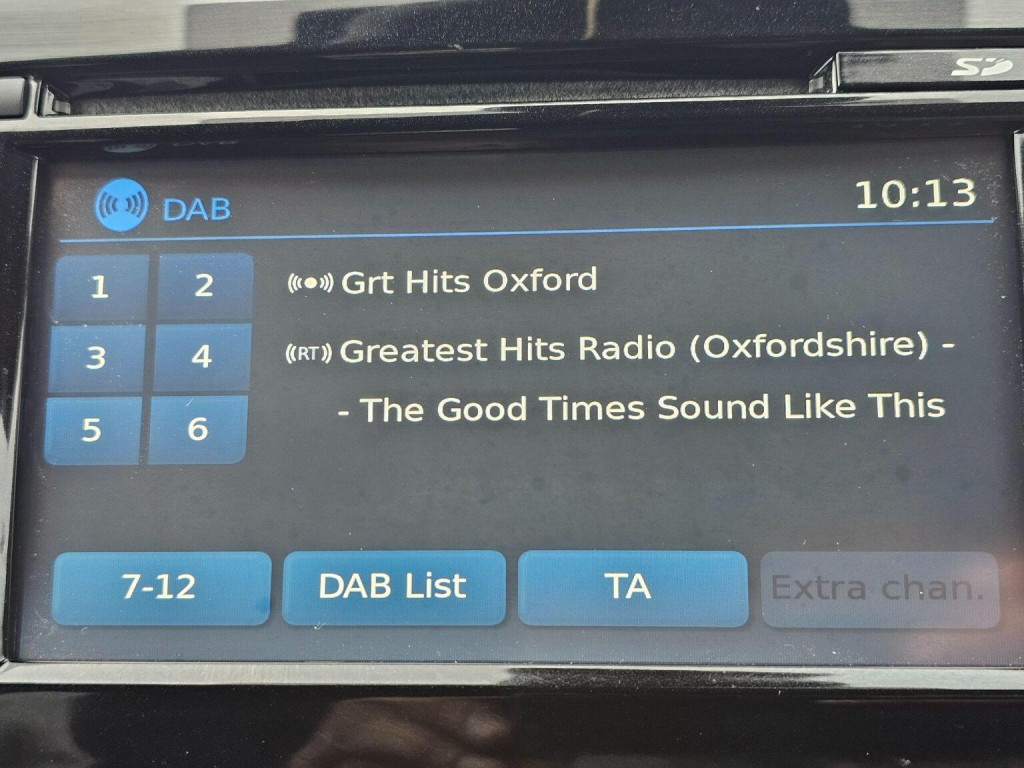 SD
DAB
10:13
1 2
Grt Hits Oxford
3 4
RT Greatest Hits Radio (Oxfordshire) -
- The Good Times Sound Like This
5 6
7-12 DAB List TA Extra chan.